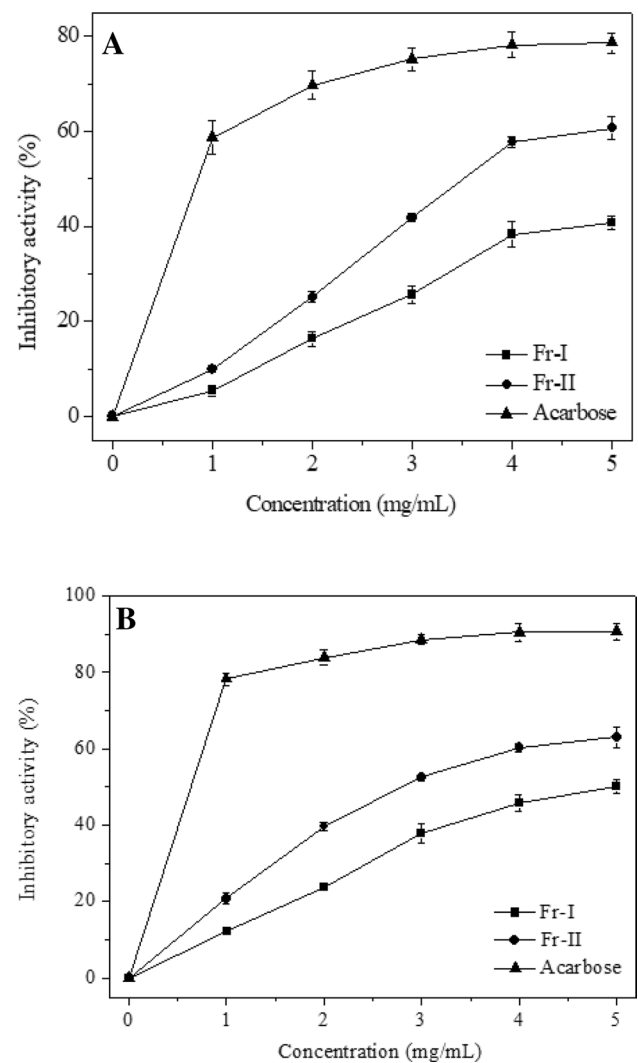 A
80
60
40
20
0
Inhibitory activity (%)
Fr-I
Fr-II
Acarbose
0 1 2 3 4 5
Concentration (mg/mL)
B
100
80
60
40
20
0
Inhibitory activity (%)
Fr-I
Fr-II
Acarbose
0 1 2 3 4 5
Concentration (mg/mL)